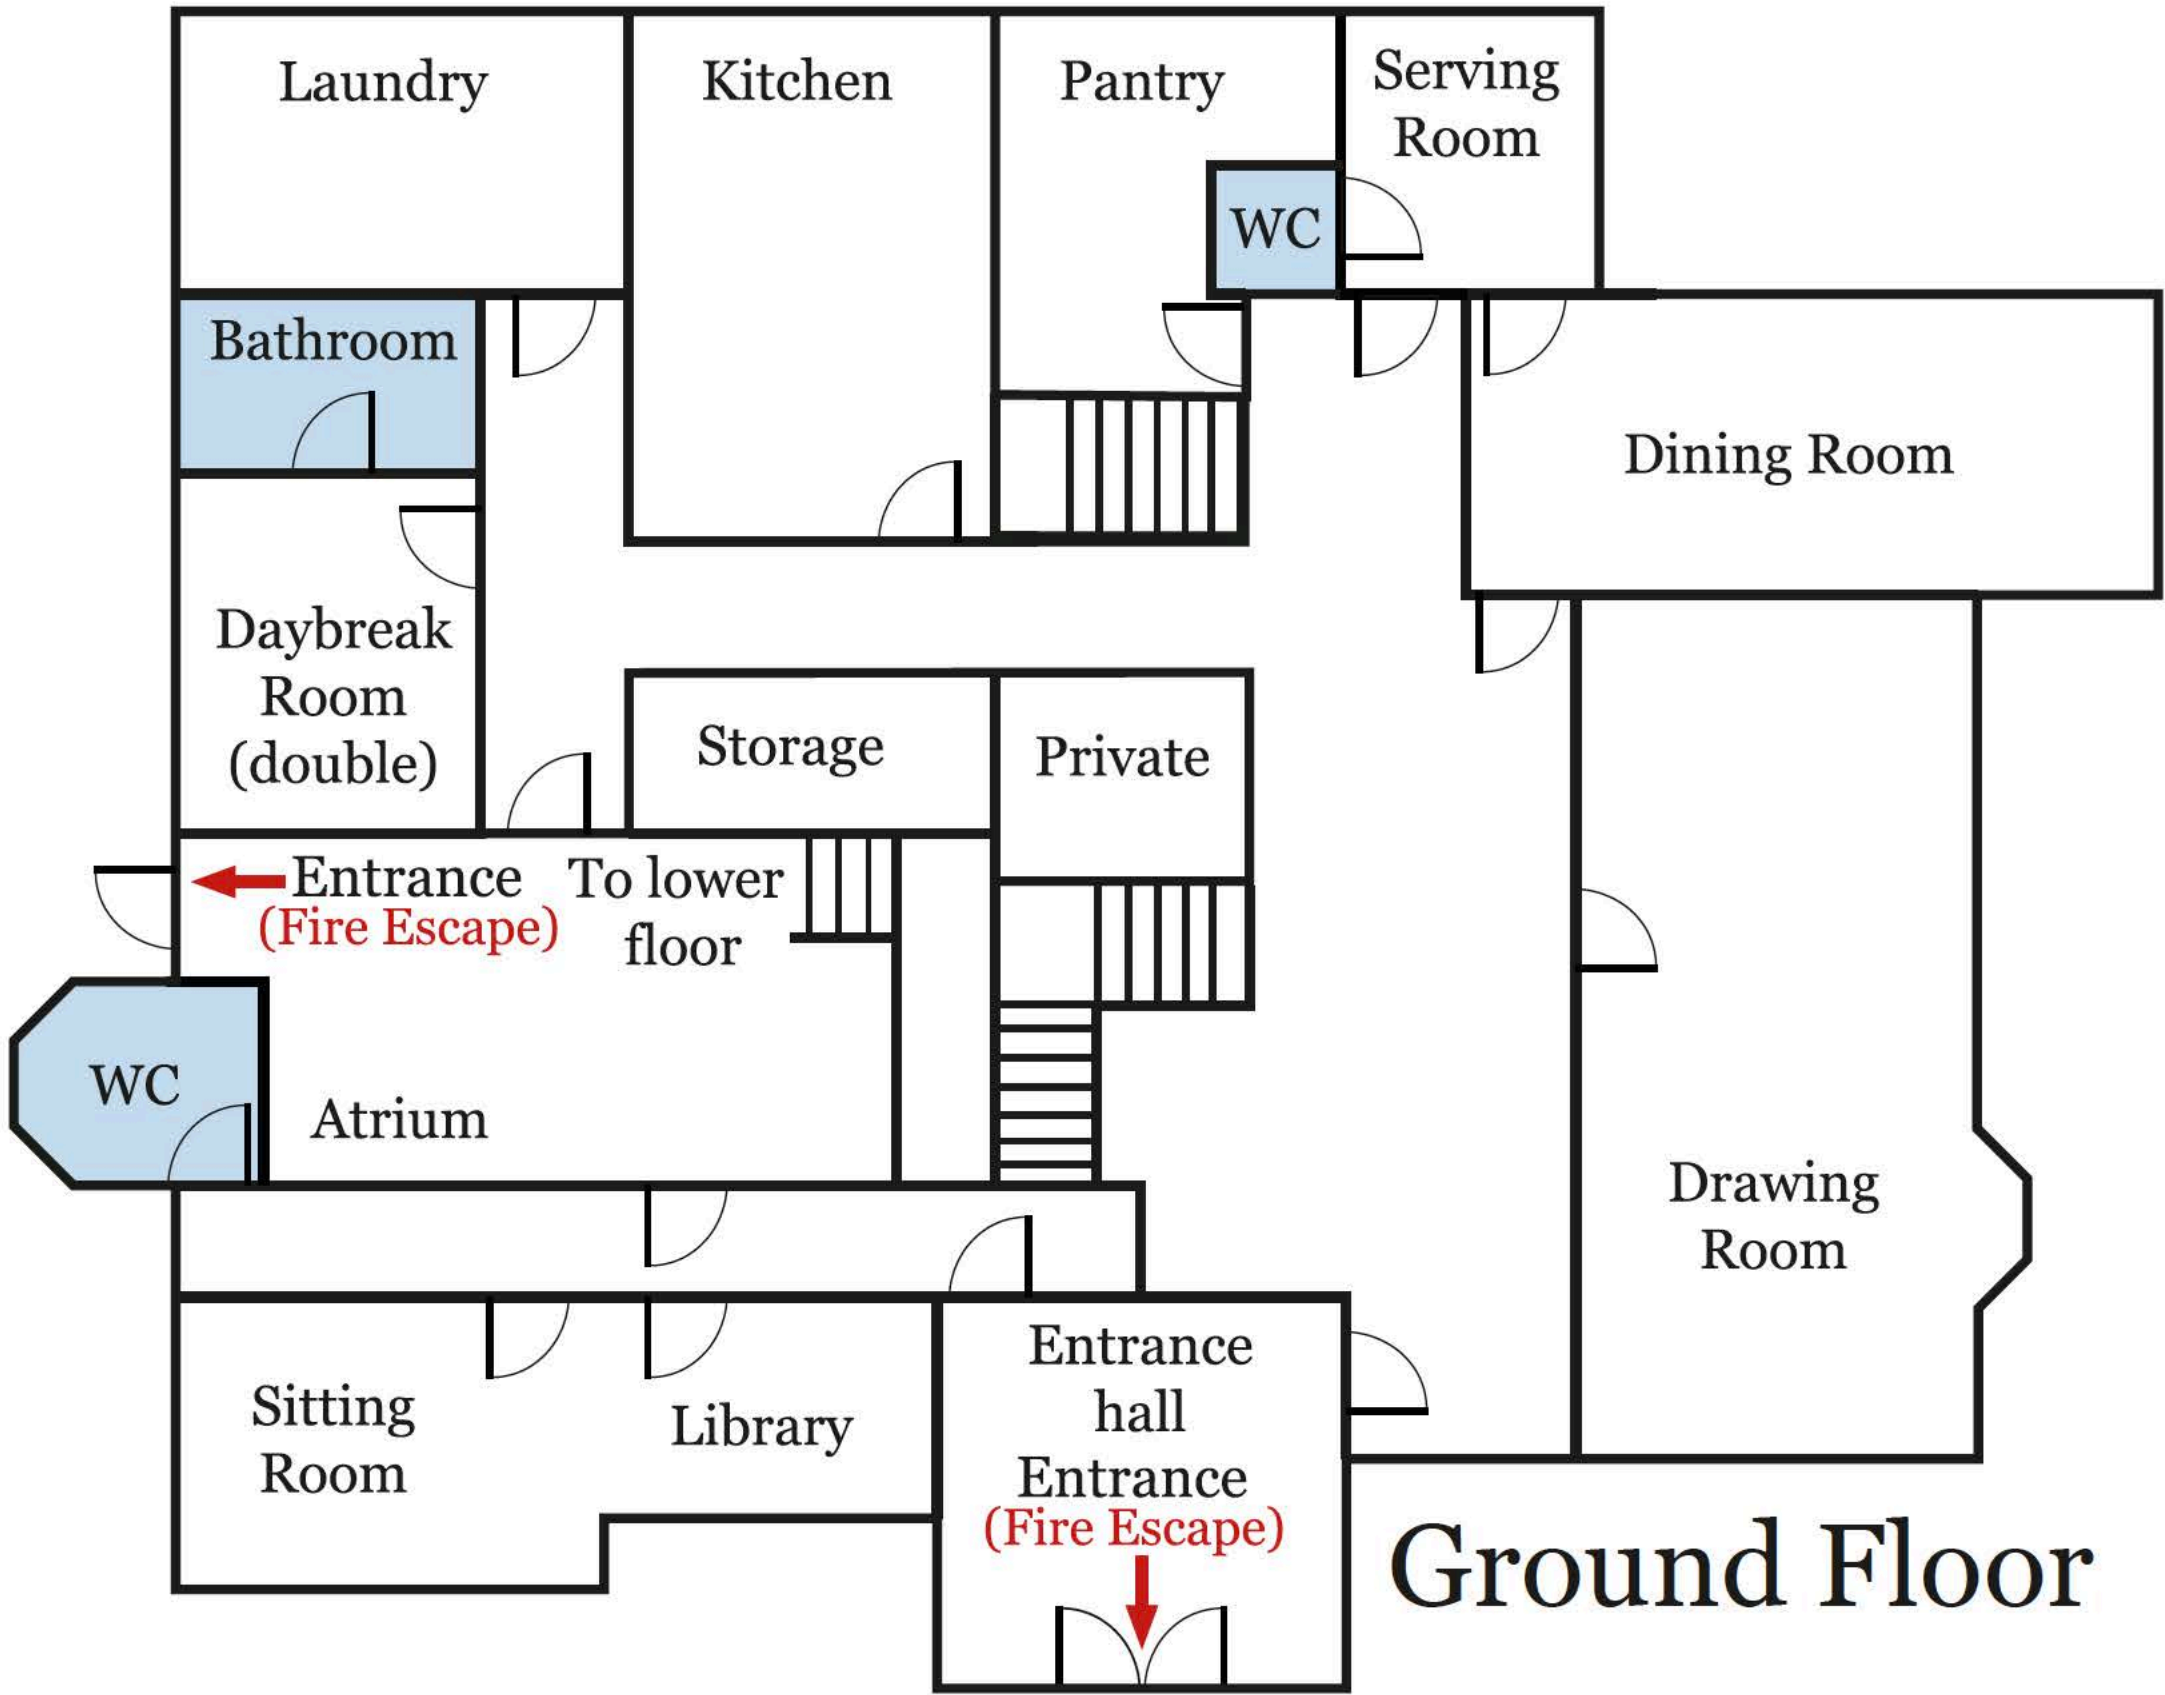 Laundry
Kitchen
Pantry
Serving
Room
WC
Bathroom
Dining Room
Daybreak
Room
(double)
Storage
Private
Entrance
(Fire Escape)
To lower
floor
WC
Atrium
Drawing
Room
Sitting
Room
Library
Entrance
hall
Entrance
(Fire Escape)
Ground Floor